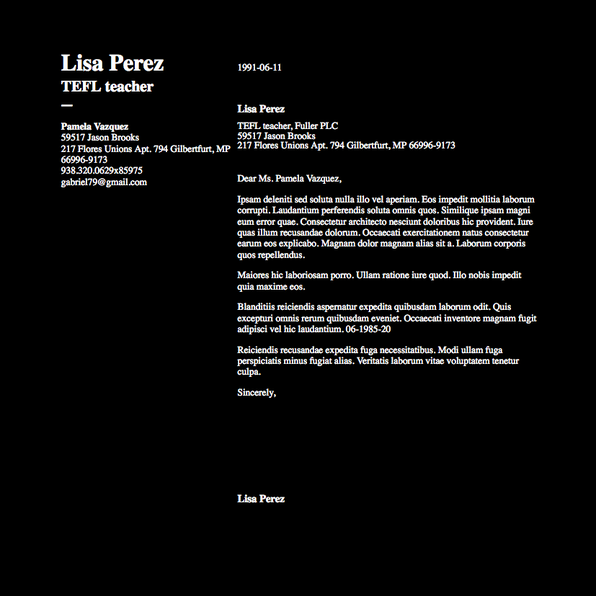 Lisa Perez
TEFL teacher
Pamela Vazquez
59517 Jason Brooks
217 Flores Unions Apt. 794 Gilbertfurt, MP
66996-9173
938.320.0629x85975
gabriel79@gmail.com
1991-06-11
Lisa Perez
TEFL teacher, Fuller PLC
59517 Jason Brooks
217 Flores Unions Apt. 794 Gilbertfurt, MP 66996-9173
Dear Ms. Pamela Vazquez,
Ipsam deleniti sed soluta nulla illo vel aperiam. Eos impedit mollitia laborum
corrupti. Laudantium perferendis soluta omnis quos. Similique ipsam magni
eum error quae. Consectetur architecto nesciunt doloribus hic provident. Iure
quas illum recusandae dolorum. Occaecati exercitationem natus consectetur
earum eos explicabo. Magnam dolor magnam alias sit a. Laborum corporis
quos repellendus.
Maiores hic laboriosam porro. Ullam ratione iure quod. Illo nobis impedit
quia maxime eos.
Blanditiis reiciendis aspernatur expedita quibusdam laborum odit. Quis
excepturi omnis rerum quibusdam eveniet. Occaecati inventore magnam fugit
adipisci vel hic laudantium. 06-1985-20
Reiciendis recusandae expedita fuga necessitatibus. Modi ullam fuga
perspiciatis minus fugiat alias. Veritatis laborum vitae voluptatem tenetur
culpa.
Sincerely,
Lisa Perez